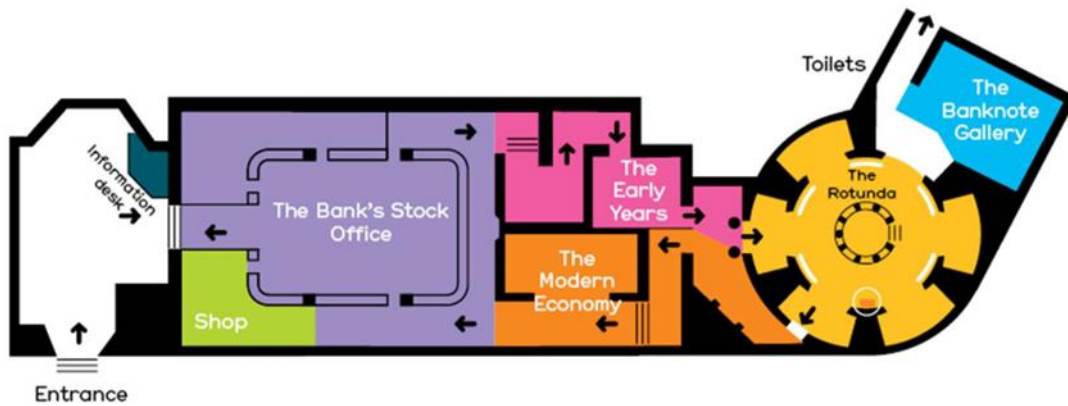 Toilets
The
Banknote
Gallery
Information
desk
The
Rotunda
The
Early
Years
The Bank's Stock
Office
The
Modern
Economy
Shop
Entrance